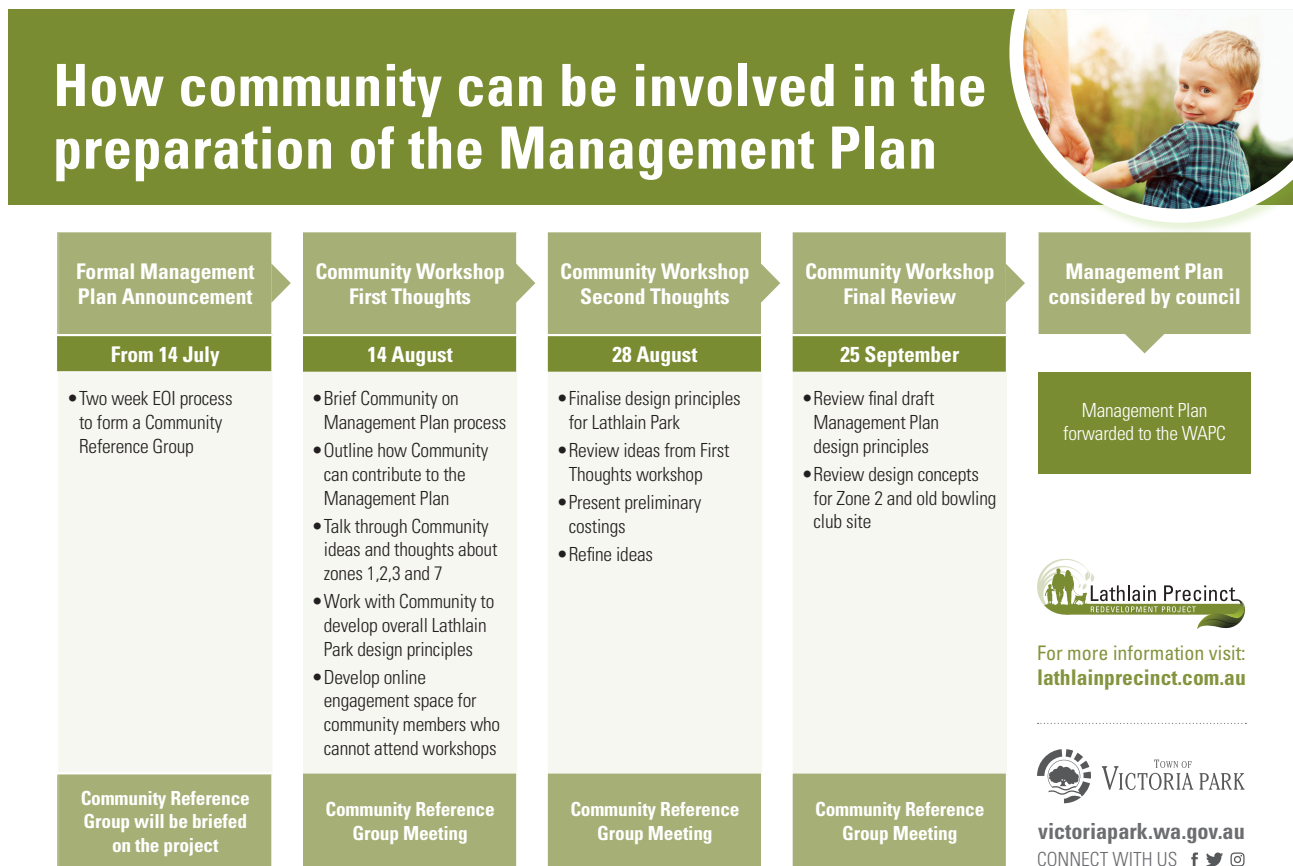 How community can be involved in the
preparation of the Management Plan
Formal Management
Plan Announcement
From 14 July
• Two week EOI process
to form a Community
Reference Group
Community Reference
Group will be briefed
on the project
Community Workshop
First Thoughts
14 August
• Brief Community on
Management Plan process
• Outline how Community
can contribute to the
Management Plan
• Talk through Community
ideas and thoughts about
zones 1,2,3 and 7
• Work with Community to
develop overall Lathlain
Park design principles
• Develop online
engagement space for
community members who
cannot attend workshops
Community Reference
Group Meeting
Community Workshop
Second Thoughts
28 August
• Finalise design principles
for Lathlain Park
• Review ideas from First
Thoughts workshop
• Present preliminary
costings
• Refine ideas
Community Reference
Group Meeting
Community Workshop
Final Review
25 September
• Review final draft
Management Plan
design principles
• Review design concepts
for Zone 2 and old bowling
club site
Community Reference
Group Meeting
Management Plan
considered by council
Management Plan
forwarded to the WAPC
Lathlain Precinct
REDEVELOPMENT PROJECT
For more information visit:
lathlainprecinct.com.au
TOWN OF
VICTORIA PARK
victoriapark.wa.gov.au
CONNECT WITH US